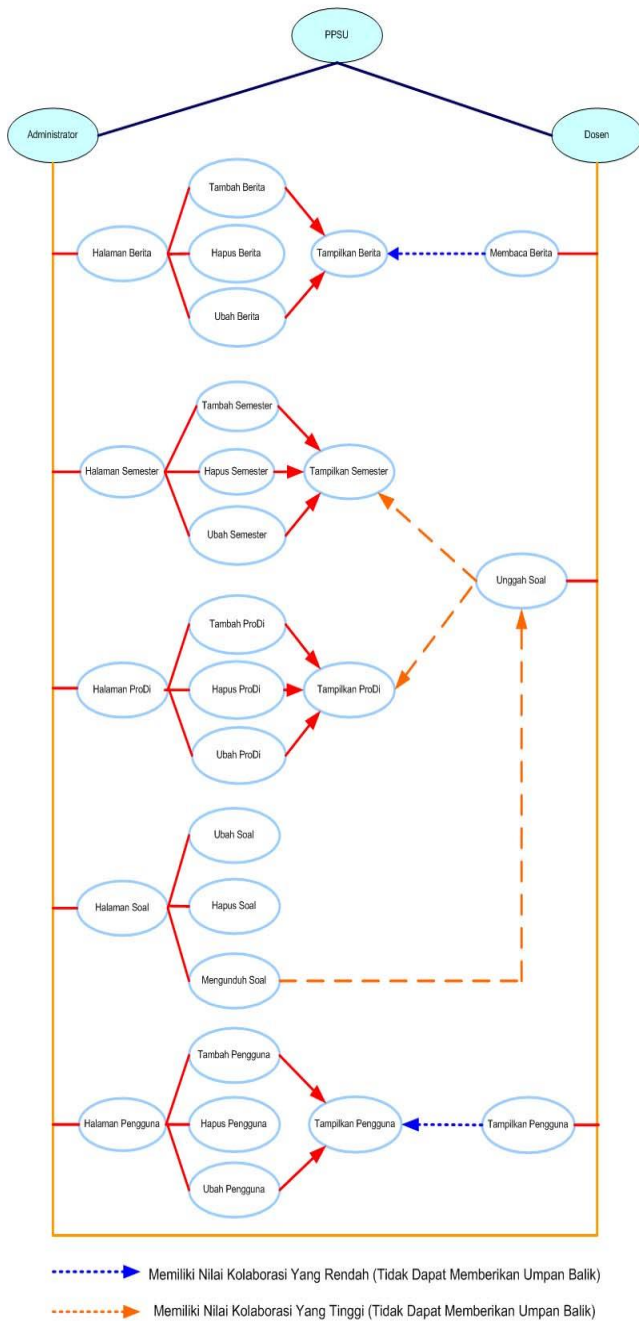 PPSU
Administrator
Dosen
Tambah Berita
Halaman Berita
Hapus Berita
Tampilkan Berita
Membaca Berita
Ubah Berita
Tambah Semester
Halaman Semester
Hapus Semester
Tampilkan Semester
Ubah Semester
Unggah Soal
Tambah ProDi
Halaman ProDi
Hapus ProDi
Tampilkan ProDi
Ubah ProDi
Ubah Soal
Halaman Soal
Hapus Soal
Mengunduh Soal
Tambah Pengguna
Halaman Pengguna
Hapus Pengguna
Tampilkan Pengguna
Tampilkan Pengguna
Ubah Pengguna
Memiliki Nilai Kolaborasi Yang Rendah (Tidak Dapat Memberikan Umpan Balik)
Memiliki Nilai Kolaborasi Yang Tinggi (Tidak Dapat Memberikan Umpan Balik)